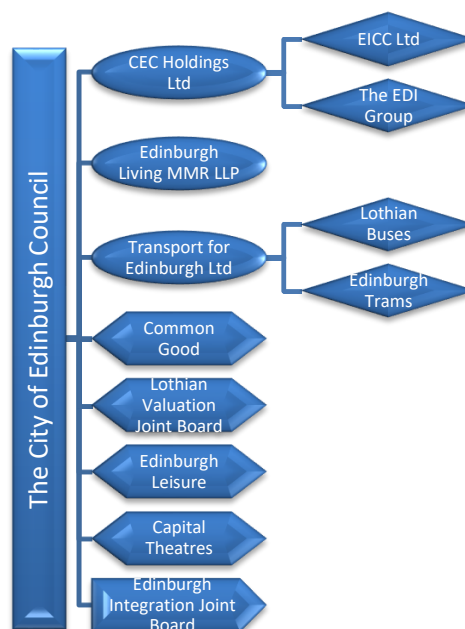 The City of Edinburgh Council
CEC Holdings
Ltd
EICC Ltd
The EDI
Group
Edinburgh
Living MMR LLP
Transport for
Edinburgh Ltd
Lothian
Buses
Edinburgh
Trams
Common
Good
Lothian
Valuation
Joint Board
Edinburgh
Leisure
Capital
Theatres
Edinburgh
Integration Joint
Board